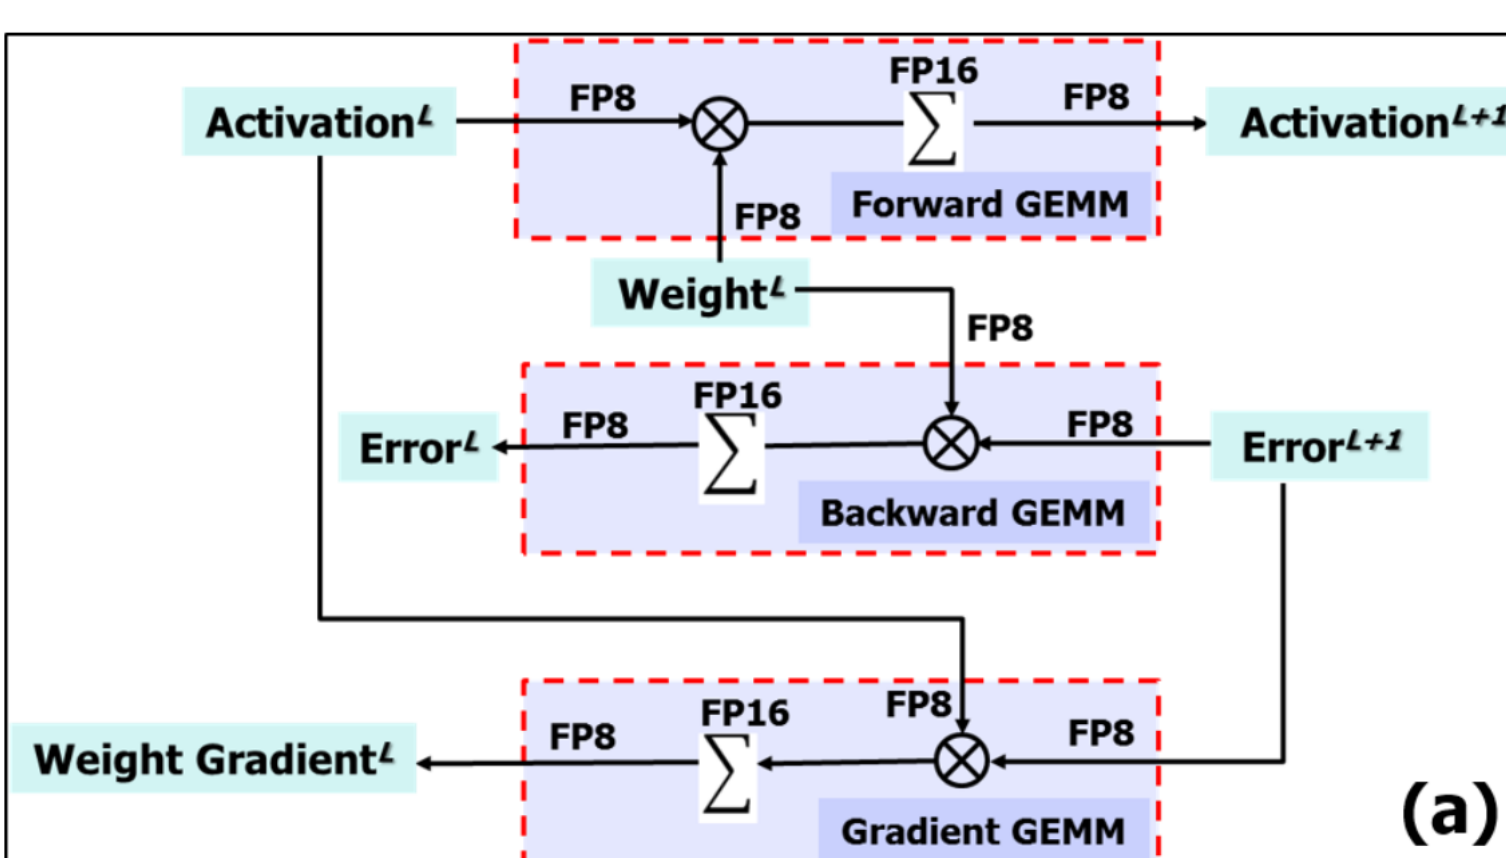 FP16
FP8
FP8
Activation^L
Activation^{L+1}
Forward GEMM
FP8
Weight^L
FP8
FP16
FP8
FP8
Error^L
Error^{L+1}
Backward GEMM
FP8
FP16
FP8
FP8
Weight Gradient^L
Gradient GEMM
(a)